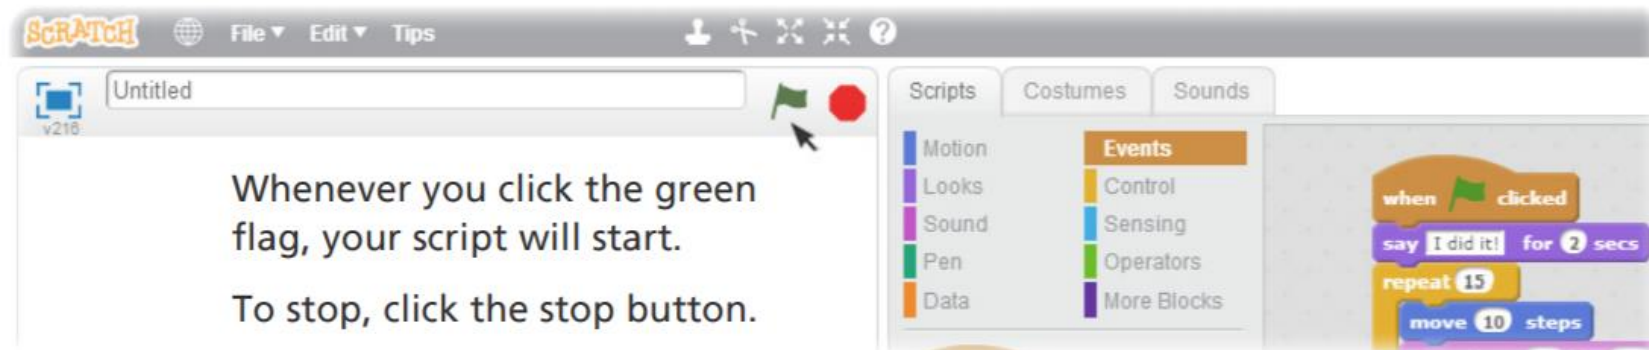 SCRATCH File Edit Tips ?
Untitled
v216
Whenever you click the green
flag, your script will start.
To stop, click the stop button.
Scripts Costumes Sounds
Motion Events
Looks Control
Sound Sensing
Pen Operators
Data More Blocks
when clicked
say I did it! for 2 secs
repeat 15
move 10 steps